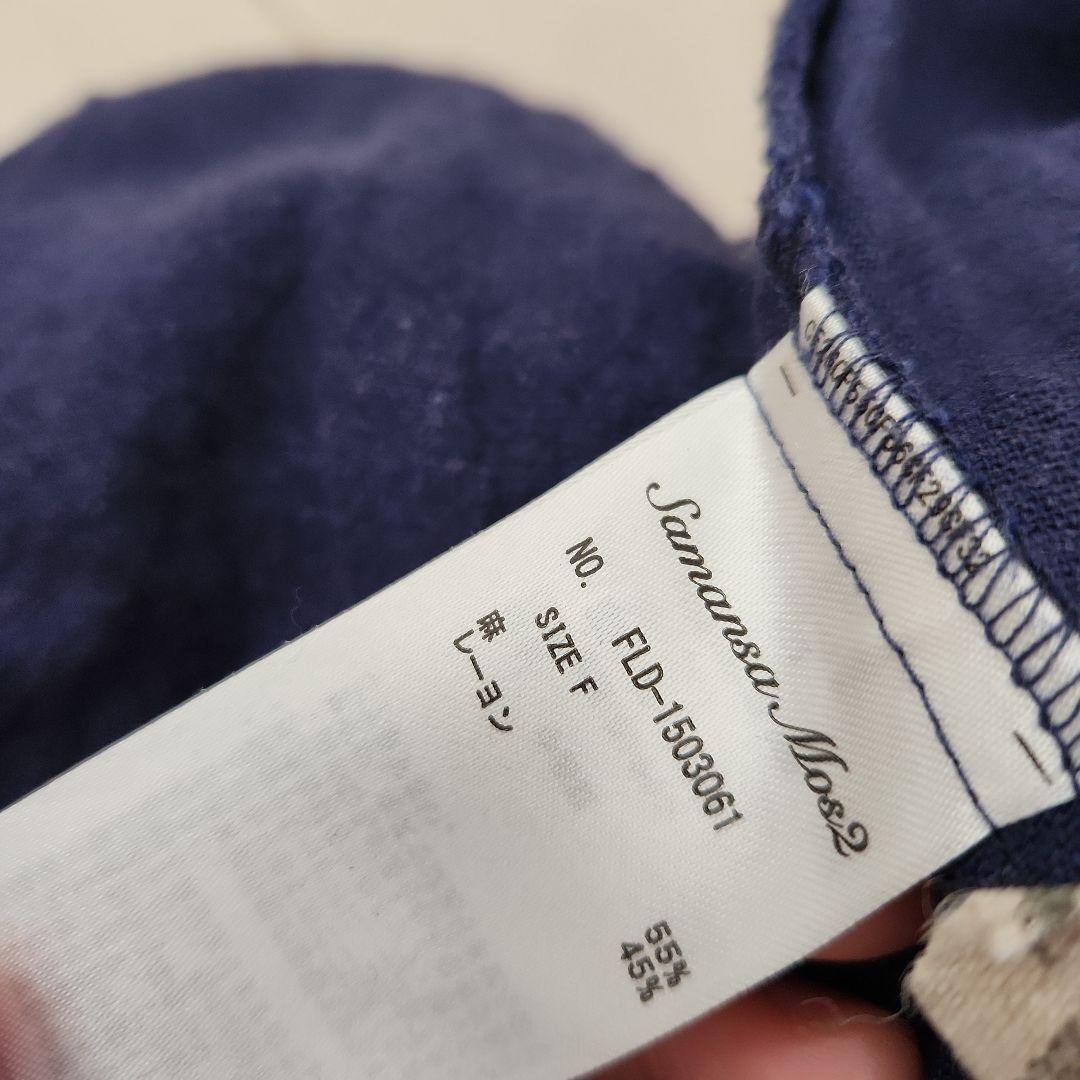 Samansa Mos2
NO. FLD-1503061
SIZE F
麻 55%
レーヨン 45%